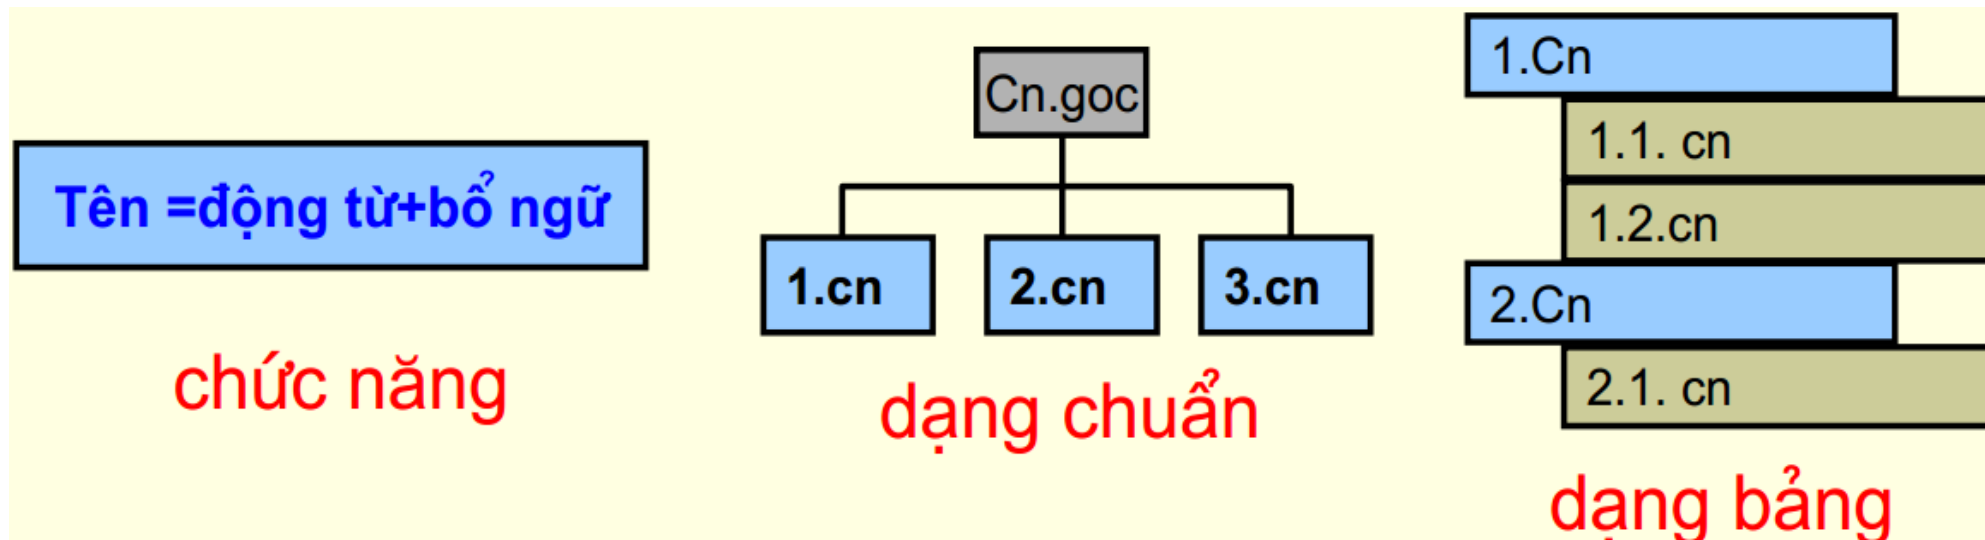 Tên =động từ+bổ ngữ
chức năng
Cn.goc
1.cn
2.cn
3.cn
dạng chuẩn
1.Cn
1.1. cn
1.2.cn
2.Cn
2.1. cn
dạng bảng